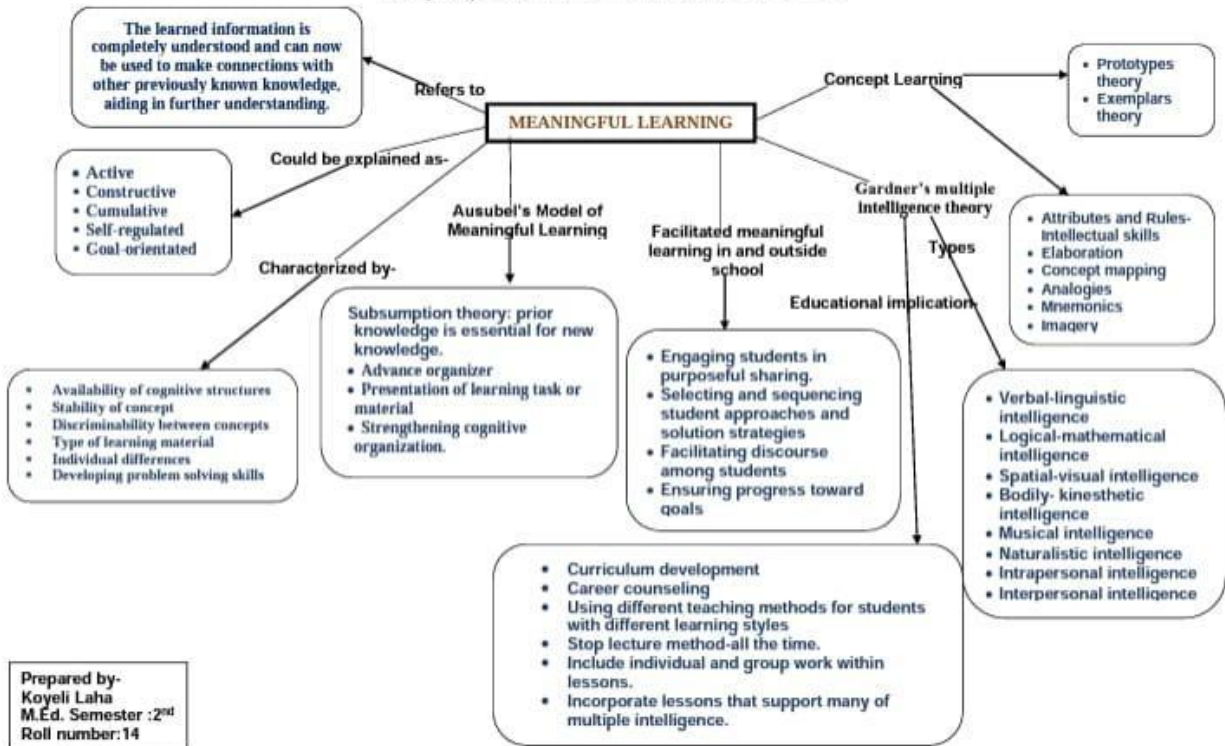 The learned information is
completely understood and can now
be used to make connections with
other previously known knowledge,
aiding in further understanding.
Refers to
MEANINGFUL LEARNING
Concept Learning
• Prototypes
theory
• Exemplars
theory
Could be explained as-
• Active
• Constructive
• Cumulative
• Self-regulated
• Goal-orientated
Characterized by-
• Availability of cognitive structures
• Stability of concept
• Discriminability between concepts
• Type of learning material
• Individual differences
• Developing problem solving skills
Ausubel's Model of
Meaningful Learning
Subsumption theory: prior
knowledge is essential for new
knowledge.
• Advance organizer
• Presentation of learning task or
material
• Strengthening cognitive
organization.
Facilitated meaningful
learning in and outside
school
• Engaging students in
purposeful sharing.
• Selecting and sequencing
student approaches and
solution strategies
• Facilitating discourse
among students
• Ensuring progress toward
goals
Gardner's multiple
Intelligence theory
Types
Educational implication-
• Attributes and Rules-
Intellectual skills
• Elaboration
• Concept mapping
• Analogies
• Mnemonics
• Imagery
• Verbal-linguistic
intelligence
• Logical-mathematical
intelligence
• Spatial-visual intelligence
• Bodily- kinesthetic
intelligence
• Musical intelligence
• Naturalistic intelligence
• Intrapersonal intelligence
• Interpersonal intelligence
• Curriculum development
• Career counseling
• Using different teaching methods for students
with different learning styles
• Stop lecture method-all the time.
• Include individual and group work within
lessons.
• Incorporate lessons that support many of
multiple intelligence.
Prepared by-
Koyeli Laha
M.Ed. Semester :2nd
Roll number:14